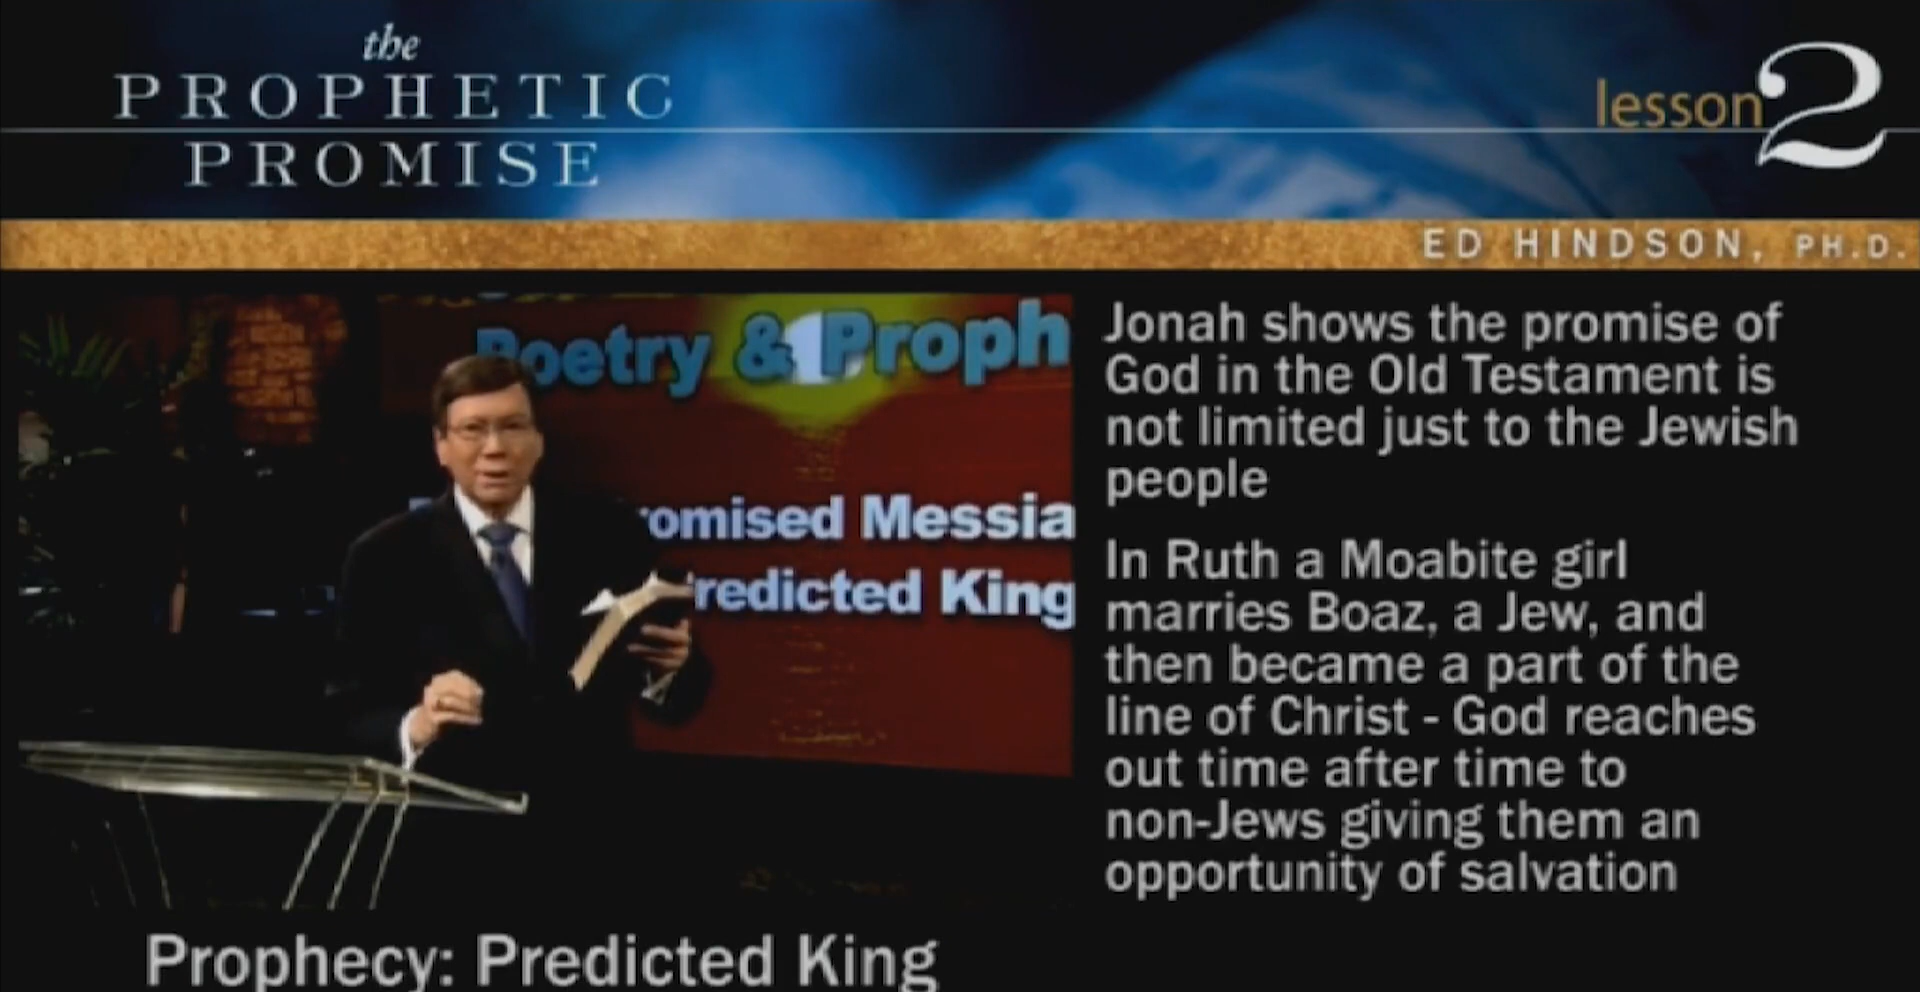 the
PROPHETIC
PROMISE
lesson 2
ED HINDSON, PH.D.
Poetry & Proph
omised Messia
redicted King
Jonah shows the promise of
God in the Old Testament is
not limited just to the Jewish
people
In Ruth a Moabite girl
marries Boaz, a Jew, and
then became a part of the
line of Christ - God reaches
out time after time to
non-Jews giving them an
opportunity of salvation
Prophecy: Predicted King